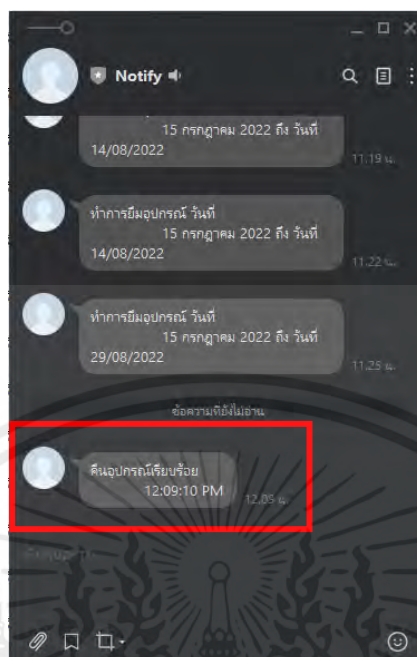 Notify
15 กรกฎาคม 2022 ถึง วันที่
14/08/2022
11.19 น.
ทำการยืมอุปกรณ์ วันที่
15 กรกฎาคม 2022 ถึง วันที่
14/08/2022
11.22 น.
ทำการยืมอุปกรณ์ วันที่
15 กรกฎาคม 2022 ถึง วันที่
29/08/2022
11.25 น.
ข้อความที่ยังไม่อ่าน
คืนอุปกรณ์เรียบร้อย
12:09:10 PM
12.09 น.